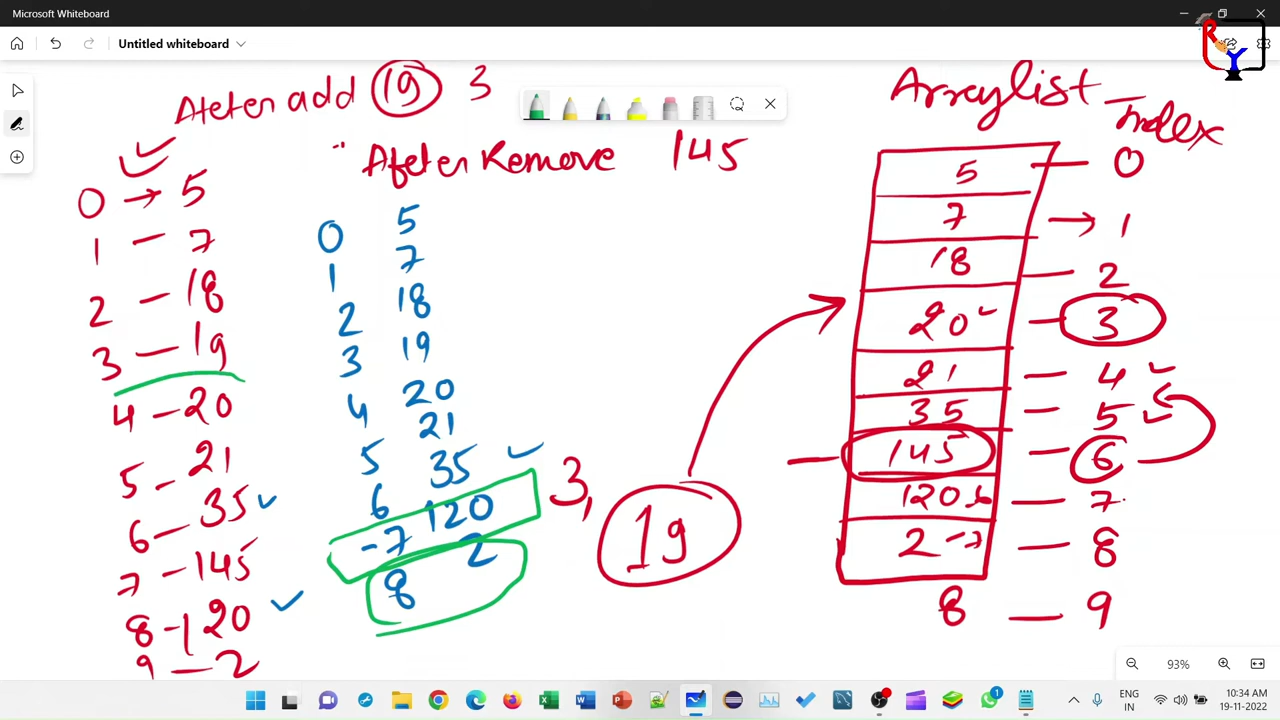 Microsoft Whiteboard
Untitled whiteboard
RY
Ateter add 19 3
Arraylist
Index
Afeter Remove 145
0 → 5
1 — 7
2 — 18
3 — 19
4 — 20
5 — 21
6 — 35
7 — 145
8 — 120
9 — 2
0 5
1 7
2 18
3 19
4 20
5 21
6 35
-7 120
8 2
3, 19
5 — 0
7 → 1
18 — 2
20 — 3
21 — 4
35 — 5
145 — 6
120 — 7
2 — 8
8 — 9
93%
ENG
IN
10:34 AM
19-11-2022
1